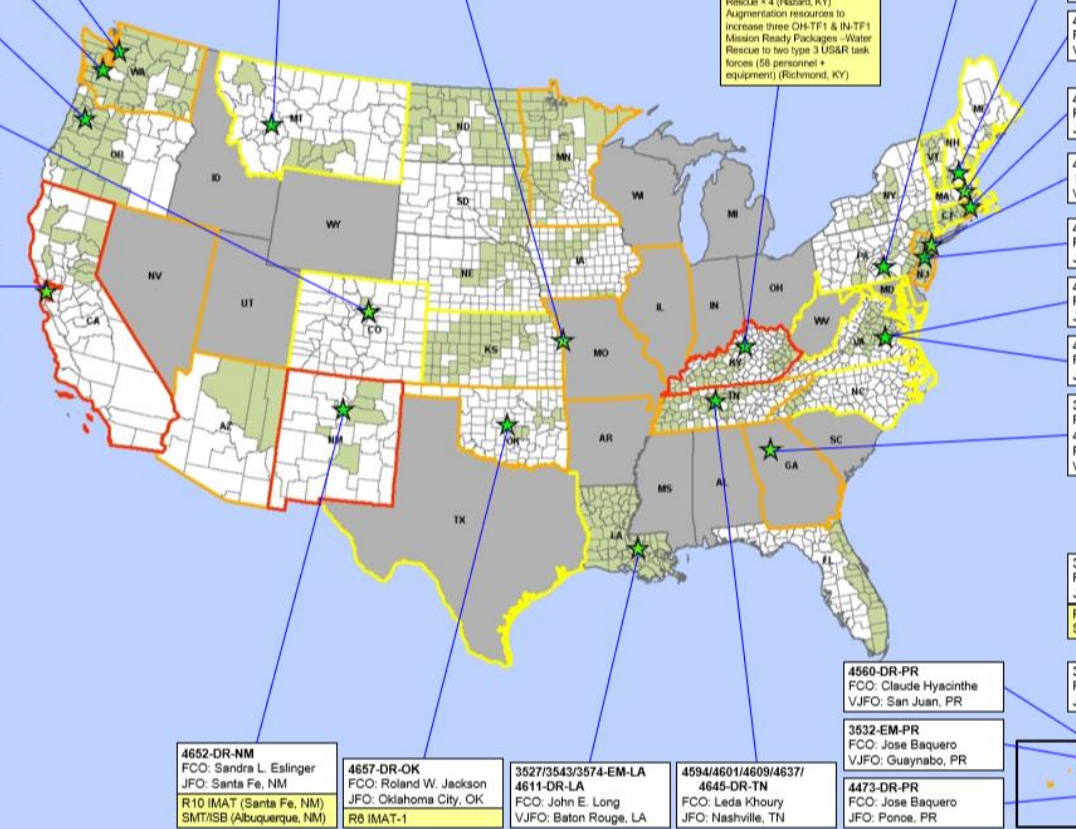 Rescue × 4 (Hazard, KY)
Augmentation resources to
increase three OH-TF1 & IN-TF1
Mission Ready Packages –Water
Rescue to two type 3 US&R task
forces (58 personnel +
equipment) (Richmond, KY)
WA
MT
ND
MN
ME
OR
ID
SD
WI
MI
NH
VT
NY
MA
CT
WY
NE
IA
PA
NJ
NV
UT
CO
IL
IN
OH
MD
WV
VA
CA
KS
MO
KY
NC
AZ
NM
OK
AR
TN
SC
MS
AL
GA
TX
LA
FL
4560-DR-PR
FCO: Claude Hyacinthe
VJFO: San Juan, PR
3532-EM-PR
FCO: Jose Baquero
VJFO: Guaynabo, PR
4473-DR-PR
FCO: Jose Baquero
JFO: Ponce, PR
4652-DR-NM
FCO: Sandra L. Eslinger
JFO: Santa Fe, NM
R10 IMAT (Santa Fe, NM)
SMT/ISB (Albuquerque, NM)
4657-DR-OK
FCO: Roland W. Jackson
JFO: Oklahoma City, OK
R6 IMAT-1
3527/3543/3574-EM-LA
4611-DR-LA
FCO: John E. Long
VJFO: Baton Rouge, LA
4594/4601/4609/4637/
4645-DR-TN
FCO: Leda Khoury
JFO: Nashville, TN